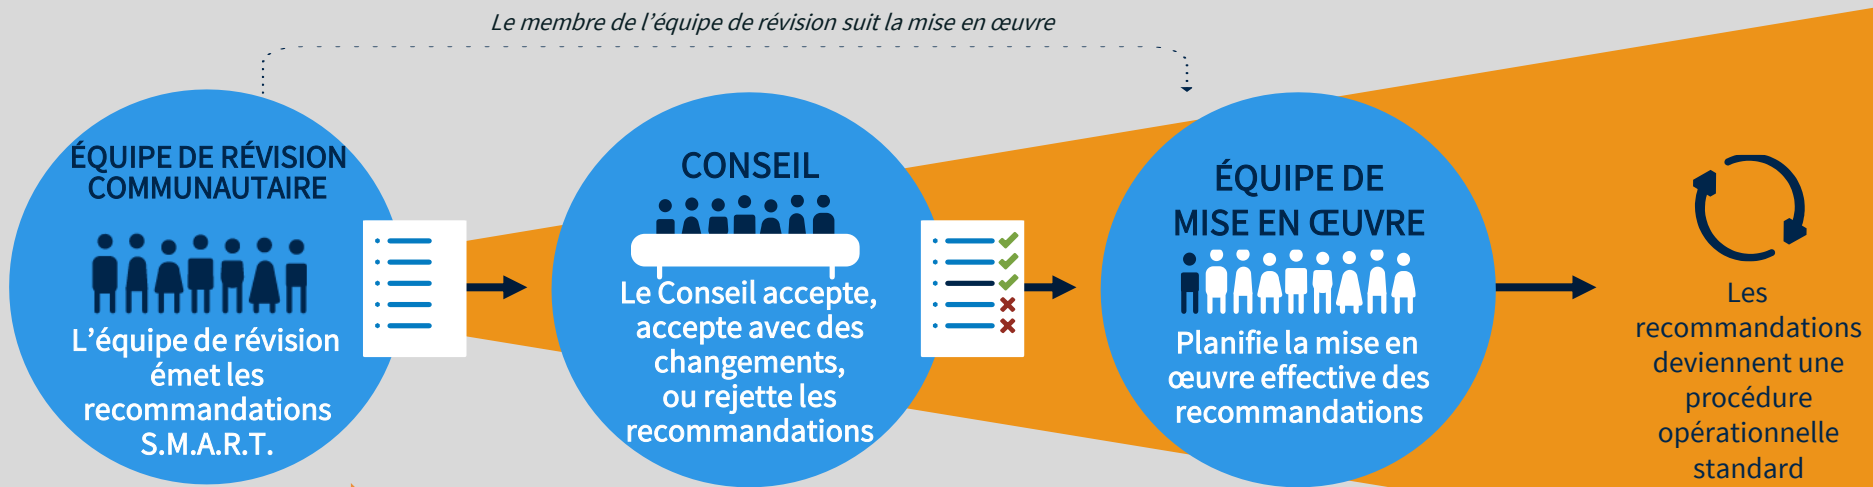 Le membre de l’équipe de révision suit la mise en œuvre
ÉQUIPE DE RÉVISION
COMMUNAUTAIRE
L’équipe de révision
émet les
recommandations
S.M.A.R.T.
CONSEIL
Le Conseil accepte,
accepte avec des
changements,
ou rejette les
recommandations
ÉQUIPE DE
MISE EN ŒUVRE
Planifie la mise en
œuvre effective des
recommandations
Les
recommandations
deviennent une
procédure
opérationnelle
standard